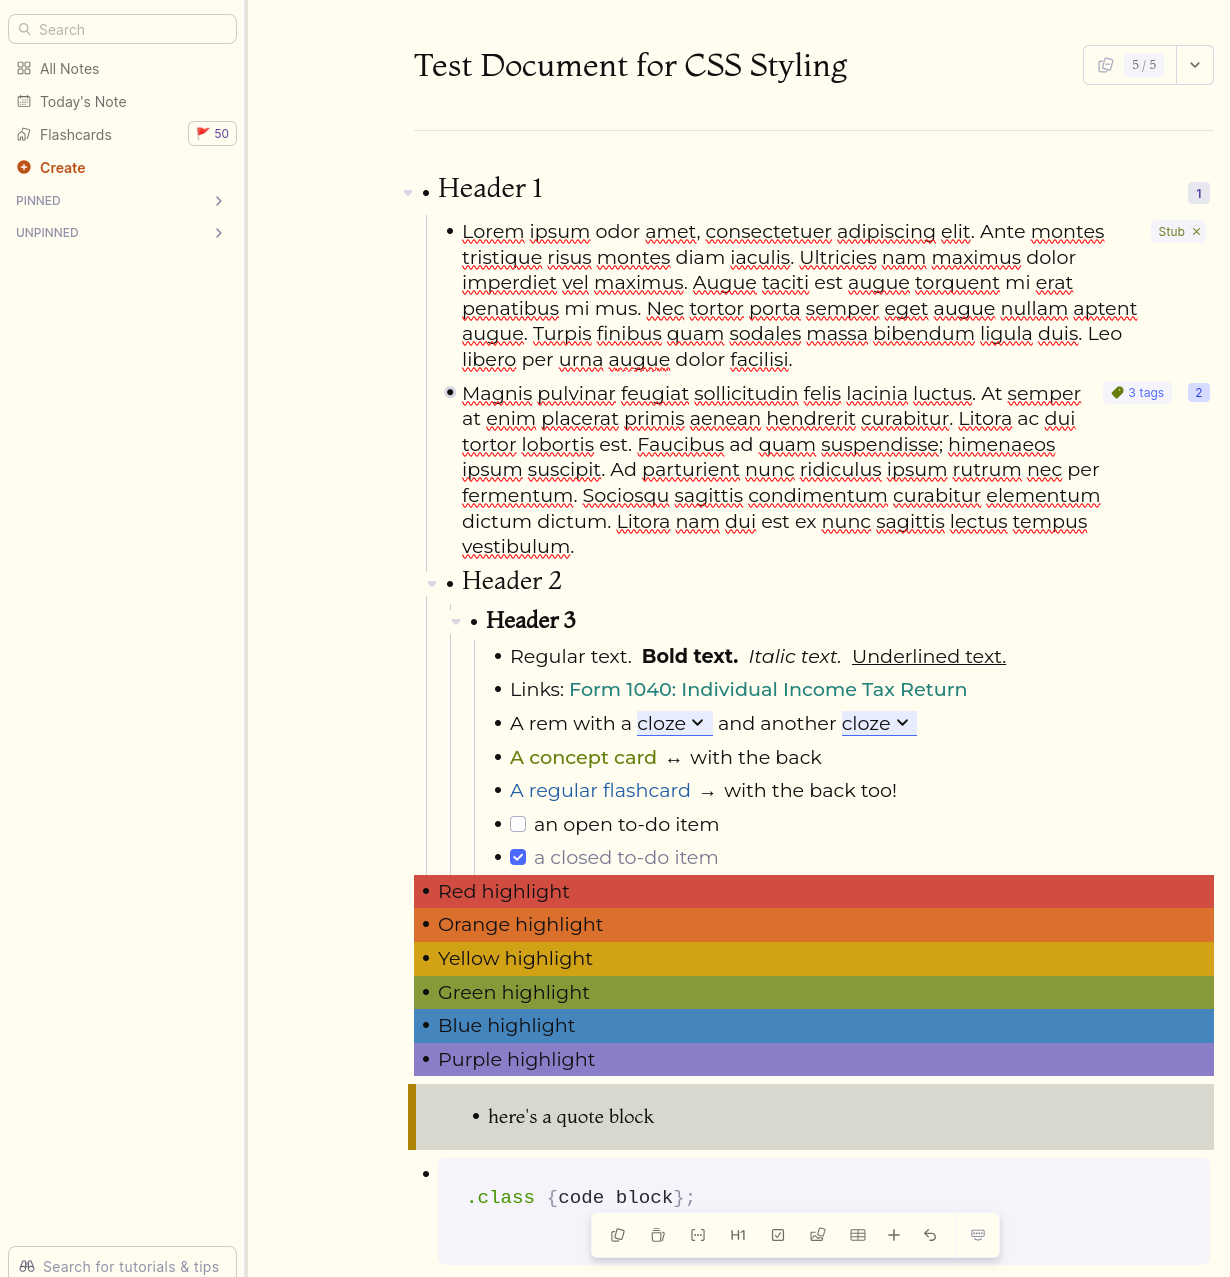 Search
All Notes
Today's Note
Flashcards
50
Create
PINNED
UNPINNED
Search for tutorials & tips
Test Document for CSS Styling
5 / 5
Header 1
1
Lorem ipsum odor amet, consectetuer adipiscing elit. Ante montes
Stub ×
tristique risus montes diam iaculis. Ultricies nam maximus dolor
imperdiet vel maximus. Augue taciti est augue torquent mi erat
penatibus mi mus. Nec tortor porta semper eget augue nullam aptent
augue. Turpis finibus quam sodales massa bibendum ligula duis. Leo
libero per urna augue dolor facilisi.
Magnis pulvinar feugiat sollicitudin felis lacinia luctus. At semper
3 tags
2
at enim placerat primis aenean hendrerit curabitur. Litora ac dui
tortor lobortis est. Faucibus ad quam suspendisse; himenaeos
ipsum suscipit. Ad parturient nunc ridiculus ipsum rutrum nec per
fermentum. Sociosqu sagittis condimentum curabitur elementum
dictum dictum. Litora nam dui est ex nunc sagittis lectus tempus
vestibulum.
Header 2
Header 3
Regular text. Bold text. Italic text. Underlined text.
Links: Form 1040: Individual Income Tax Return
A rem with a cloze and another cloze
A concept card ↔ with the back
A regular flashcard → with the back too!
an open to-do item
a closed to-do item
Red highlight
Orange highlight
Yellow highlight
Green highlight
Blue highlight
Purple highlight
here's a quote block
.class {code block};
H1